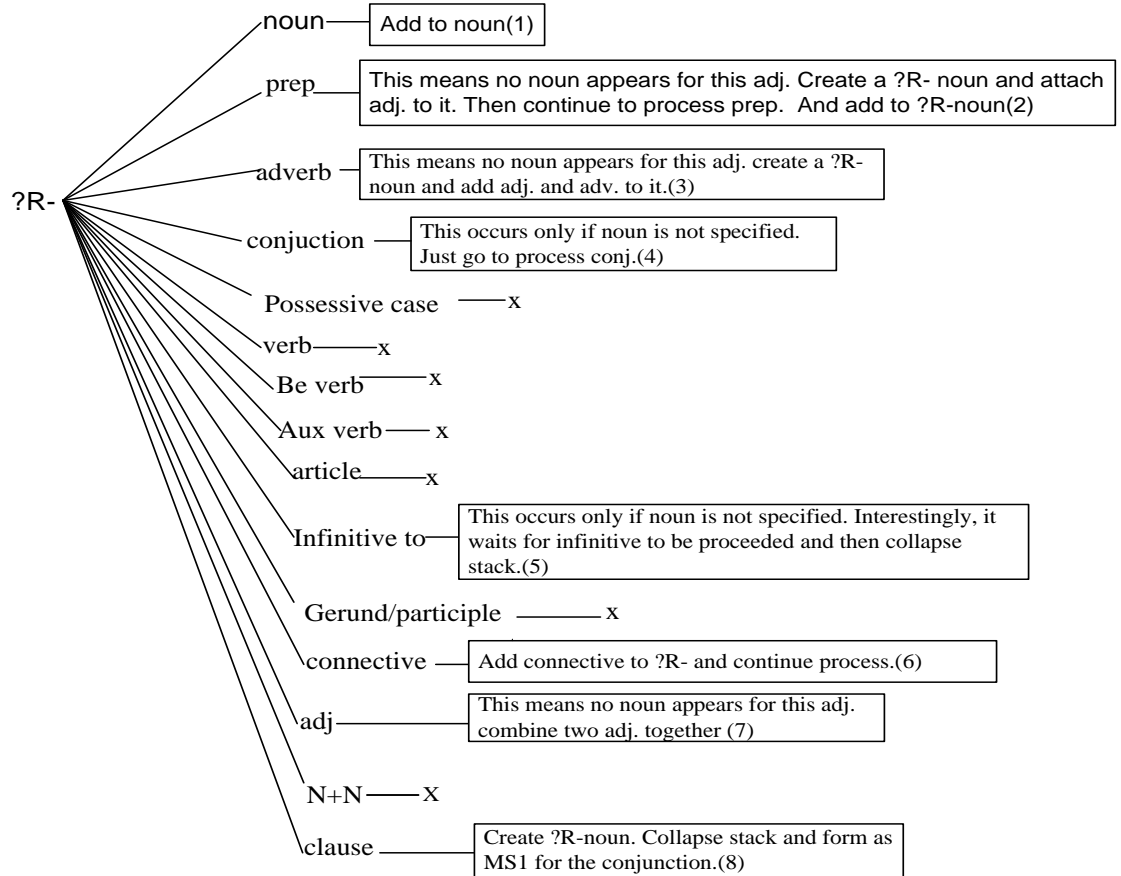 noun
Add to noun(1)
prep
This means no noun appears for this adj. Create a ?R- noun and attach
adj. to it. Then continue to process prep.  And add to ?R-noun(2)
adverb
This means no noun appears for this adj. create a ?R-
noun and add adj. and adv. to it.(3)
?R-
conjuction
This occurs only if noun is not specified.
Just go to process conj.(4)
Possessive case
x
verb
x
Be verb
x
Aux verb
x
article
x
Infinitive to
This occurs only if noun is not specified. Interestingly, it
waits for infinitive to be proceeded and then collapse
stack.(5)
Gerund/participle
x
connective
Add connective to ?R- and continue process.(6)
adj
This means no noun appears for this adj.
combine two adj. together (7)
N+N
X
clause
Create ?R-noun. Collapse stack and form as
MS1 for the conjunction.(8)